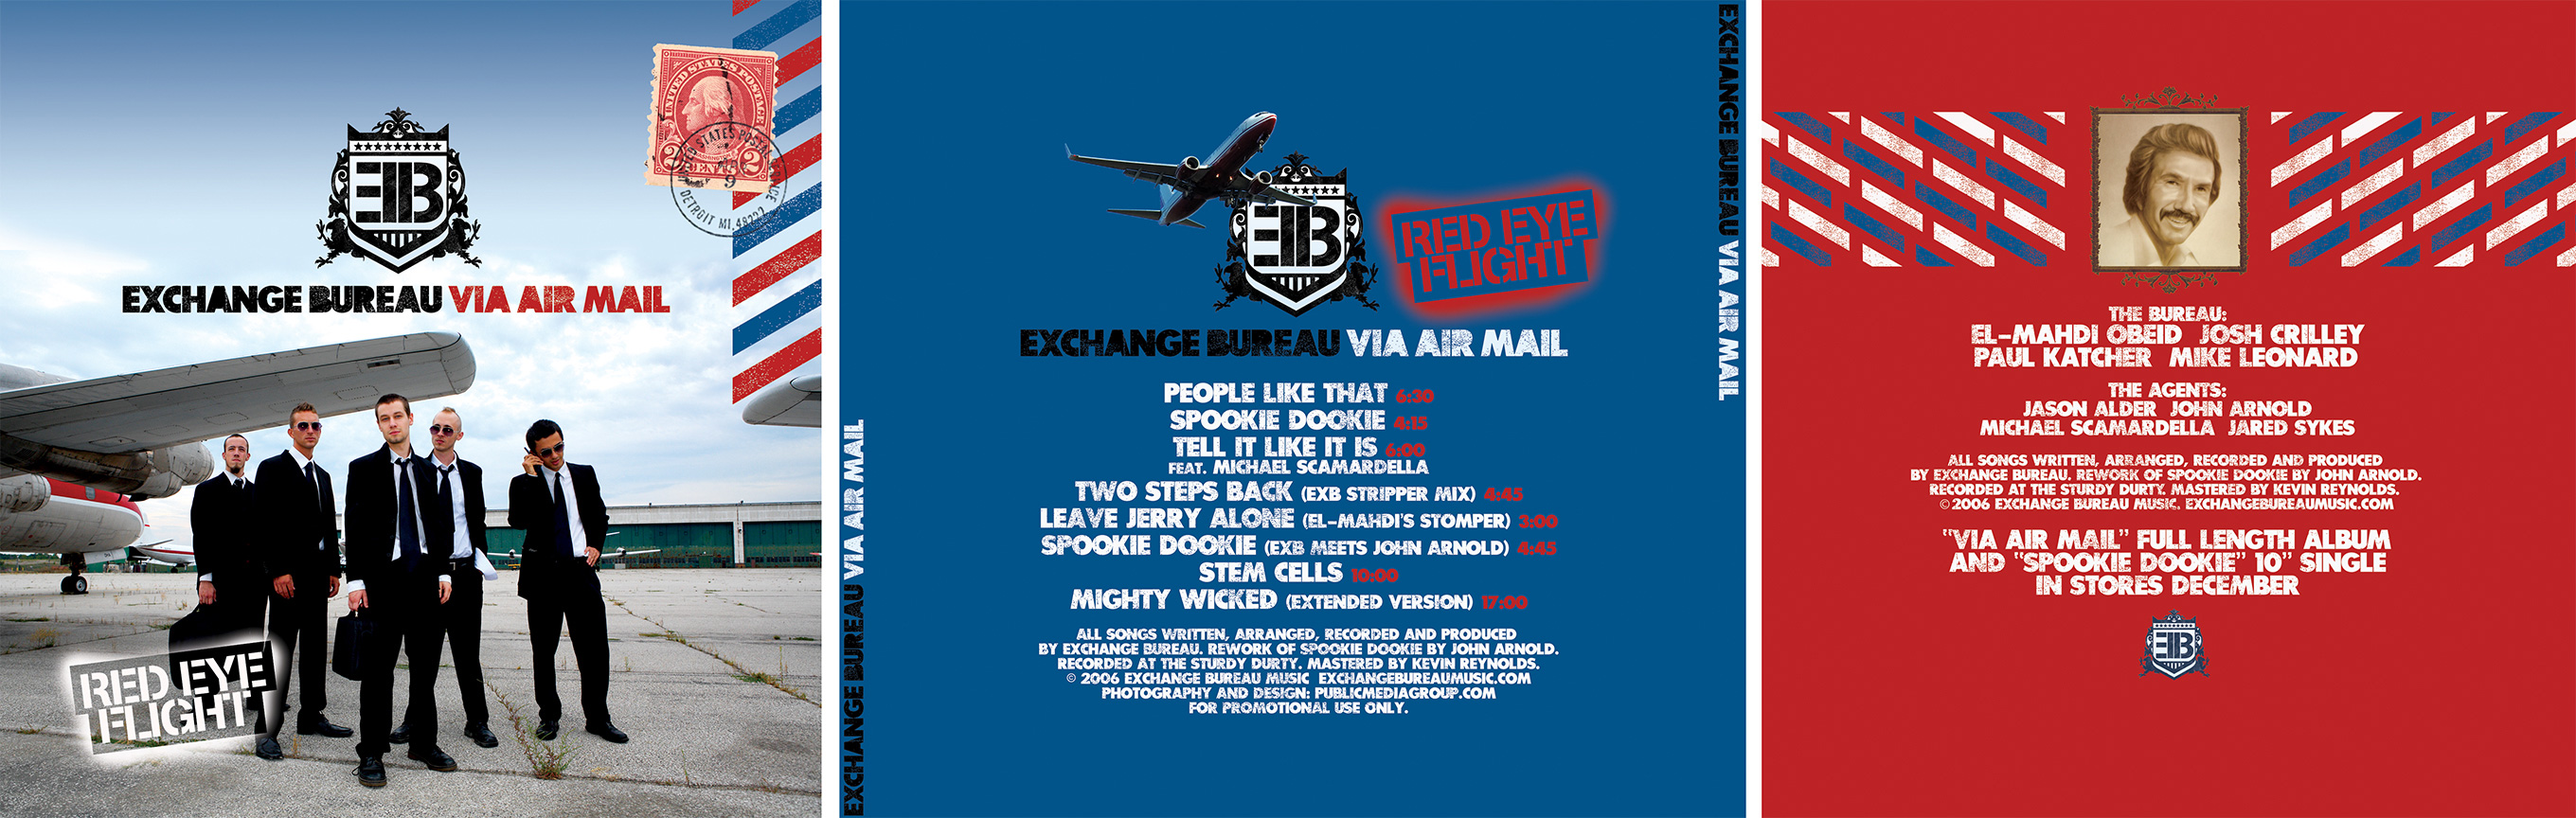 UNITED STATES POSTAGE
WASHINGTON
2 CENTS 2
UNITED STATES POSTAL SERVICE
9
DETROIT MI.
EB
EXCHANGE BUREAU VIA AIR MAIL
RED EYE
FLIGHT
EXCHANGE BUREAU VIA AIR MAIL
EB
RED EYE
FLIGHT
EXCHANGE BUREAU VIA AIR MAIL
PEOPLE LIKE THAT 6:30
SPOOKIE DOOKIE 4:15
TELL IT LIKE IT IS 6:00
FEAT. MICHAEL SCAMARDELLA
TWO STEPS BACK (EXB STRIPPER MIX) 4:45
LEAVE JERRY ALONE (EL-MAHDI'S STOMPER) 3:00
SPOOKIE DOOKIE (EXB MEETS JOHN ARNOLD) 4:45
STEM CELLS 10:00
MIGHTY WICKED (EXTENDED VERSION) 17:00
ALL SONGS WRITTEN, ARRANGED, RECORDED AND PRODUCED
BY EXCHANGE BUREAU. REWORK OF SPOOKIE DOOKIE BY JOHN ARNOLD.
RECORDED AT THE STURDY DURTY. MASTERED BY KEVIN REYNOLDS.
© 2006 EXCHANGE BUREAU MUSIC EXCHANGEBUREAUMUSIC.COM
PHOTOGRAPHY AND DESIGN: PUBLICMEDIAGROUP.COM
FOR PROMOTIONAL USE ONLY.
EXCHANGE BUREAU VIA AIR MAIL
THE BUREAU:
EL-MAHDI OBEID JOSH CRILLEY
PAUL KATCHER MIKE LEONARD
THE AGENTS:
JASON ALDER JOHN ARNOLD
MICHAEL SCAMARDELLA JARED SYKES
ALL SONGS WRITTEN, ARRANGED, RECORDED AND PRODUCED
BY EXCHANGE BUREAU. REWORK OF SPOOKIE DOOKIE BY JOHN ARNOLD.
RECORDED AT THE STURDY DURTY. MASTERED BY KEVIN REYNOLDS.
© 2006 EXCHANGE BUREAU MUSIC. EXCHANGEBUREAUMUSIC.COM
"VIA AIR MAIL" FULL LENGTH ALBUM
AND "SPOOKIE DOOKIE" 10" SINGLE
IN STORES DECEMBER
EB